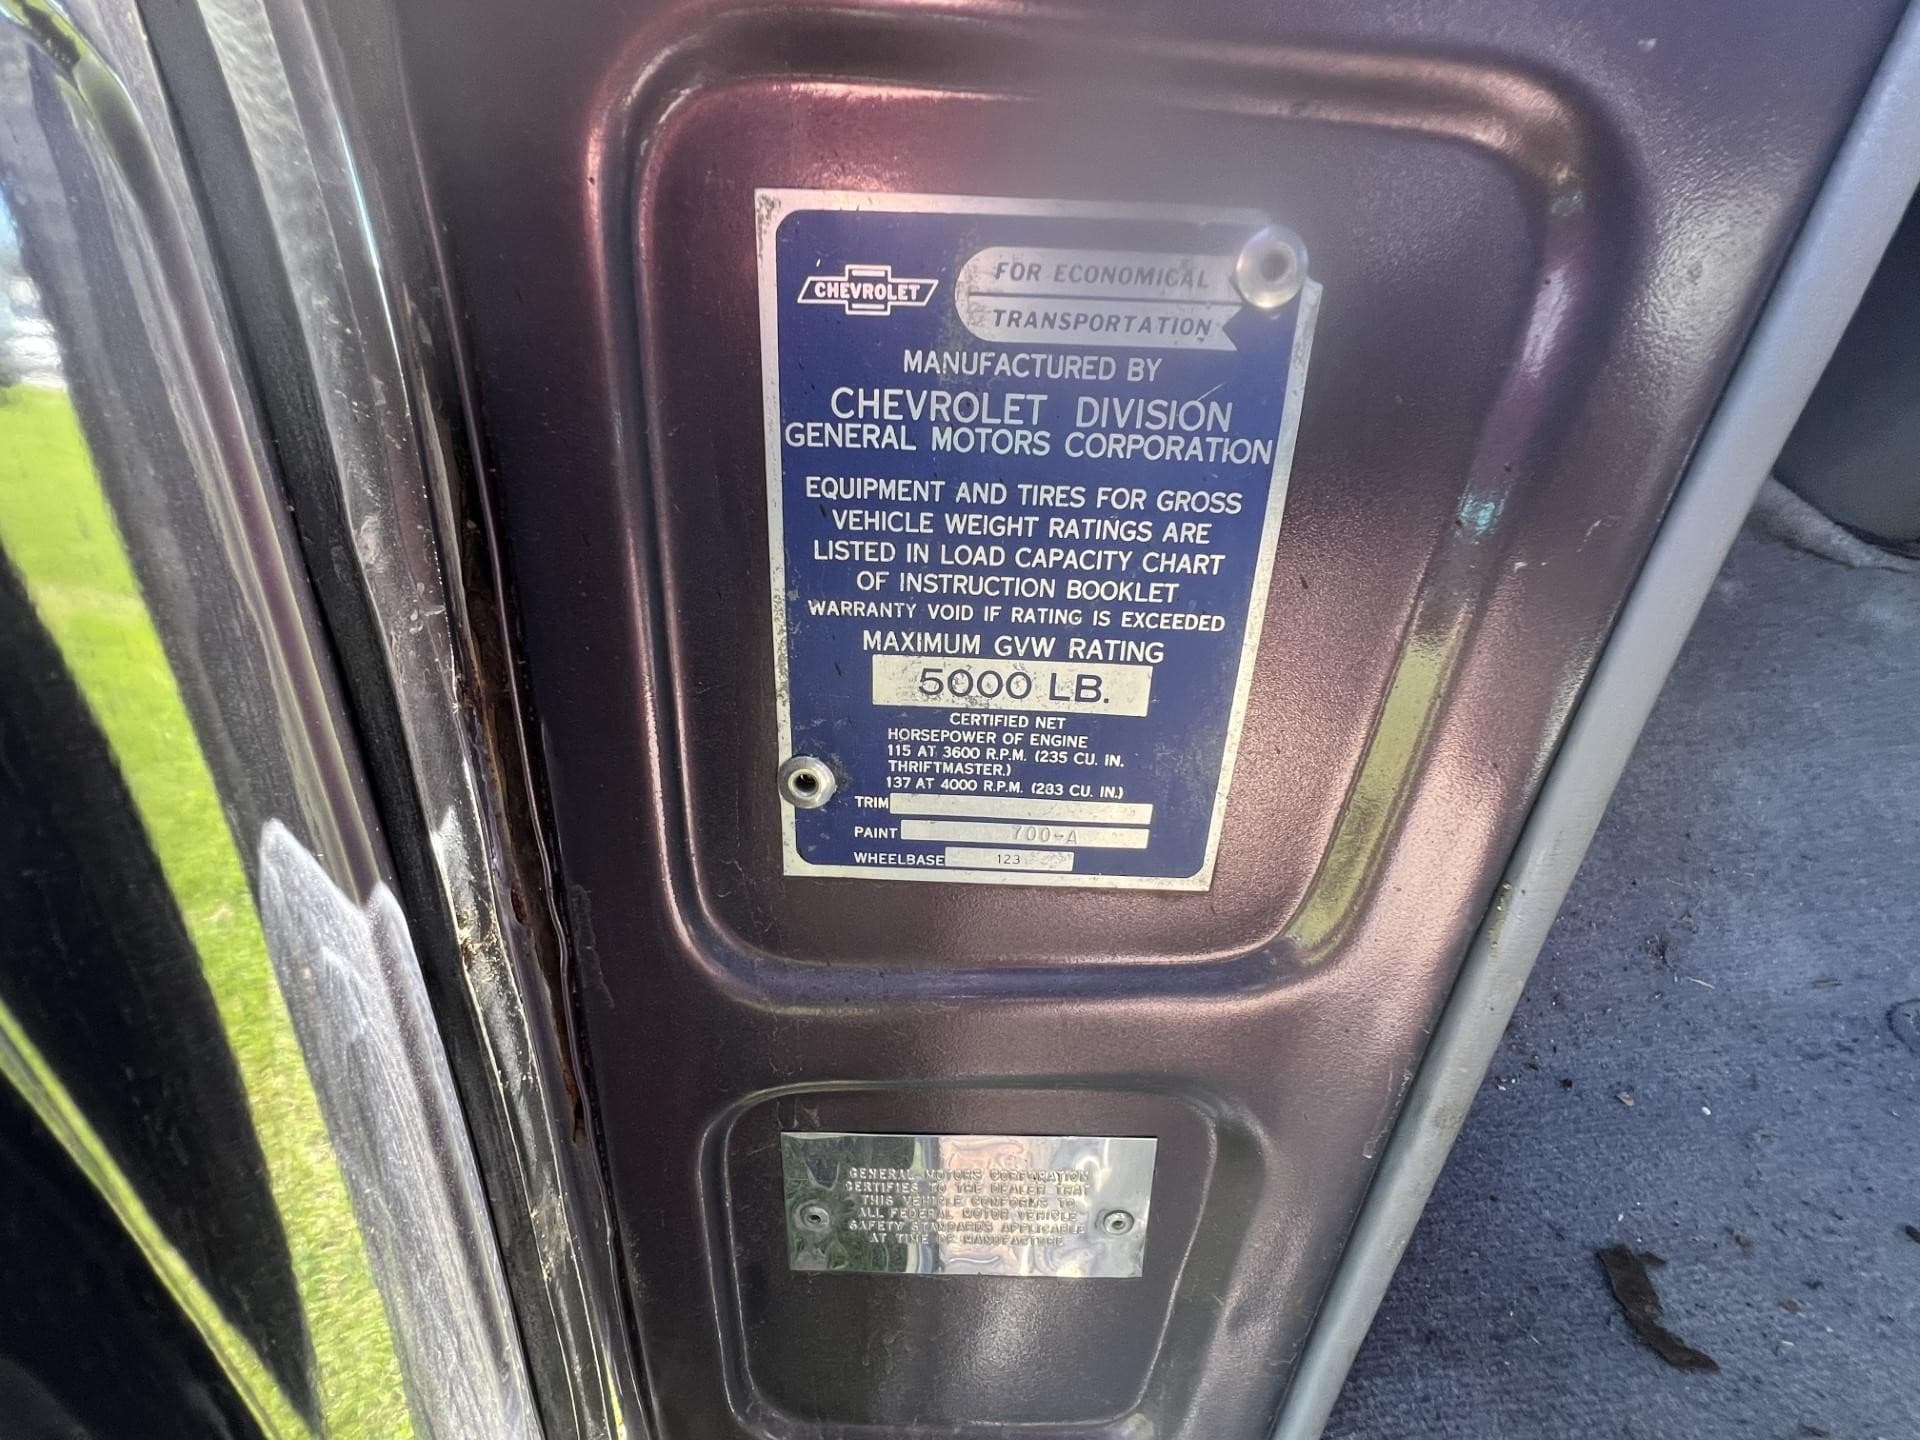 CHEVROLET
FOR ECONOMICAL
TRANSPORTATION
MANUFACTURED BY
CHEVROLET DIVISION
GENERAL MOTORS CORPORATION
EQUIPMENT AND TIRES FOR GROSS
VEHICLE WEIGHT RATINGS ARE
LISTED IN LOAD CAPACITY CHART
OF INSTRUCTION BOOKLET
WARRANTY VOID IF RATING IS EXCEEDED
MAXIMUM GVW RATING
5000 LB.
CERTIFIED NET
HORSEPOWER OF ENGINE
115 AT 3600 R.P.M. (235 CU. IN.
THRIFTMASTER.)
137 AT 4000 R.P.M. (283 CU. IN.)
TRIM
PAINT 700-A
WHEELBASE 123
GENERAL MOTORS CORPORATION
CERTIFIES TO THE DEALER THAT
THIS VEHICLE CONFORMS TO
ALL FEDERAL MOTOR VEHICLE
SAFETY STANDARDS APPLICABLE
AT TIME OF MANUFACTURE